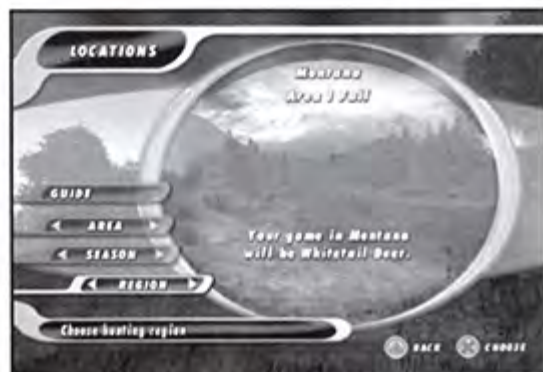 LOCATIONS
Montana
Area 1 Fall
GUIDE
AREA
SEASON
REGION
Your game in Montana
will be Whitetail Deer.
Choose hunting region
BACK
CHOOSE